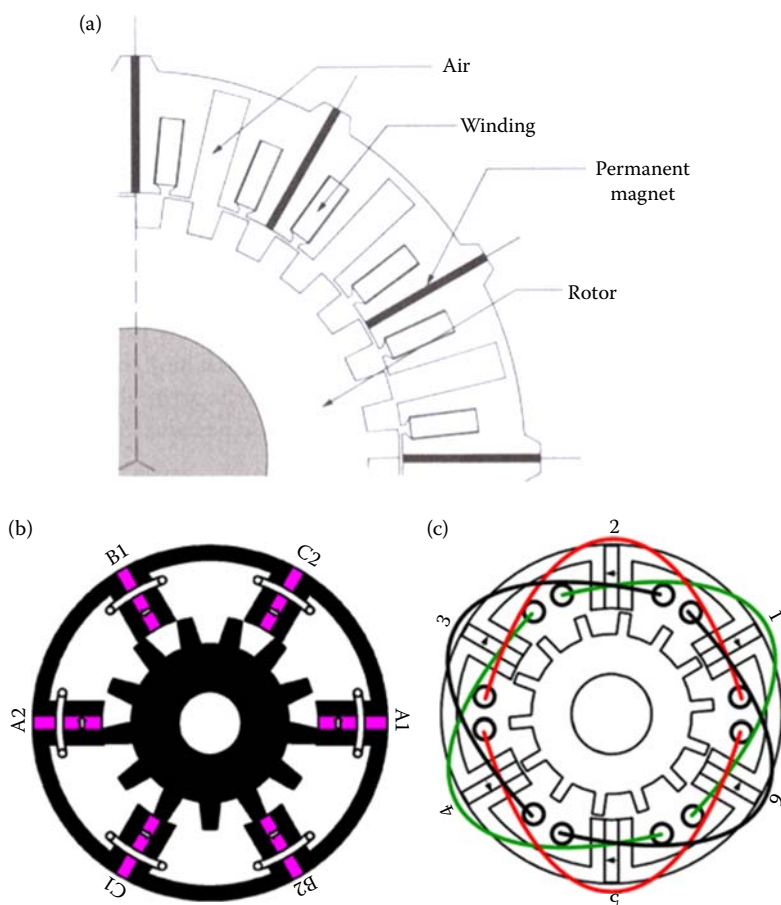 (a)
Air
Winding
Permanent
magnet
Rotor
(b)
B1
C2
A2
A1
C1
B2
(c)
2
3
1
4
6
5